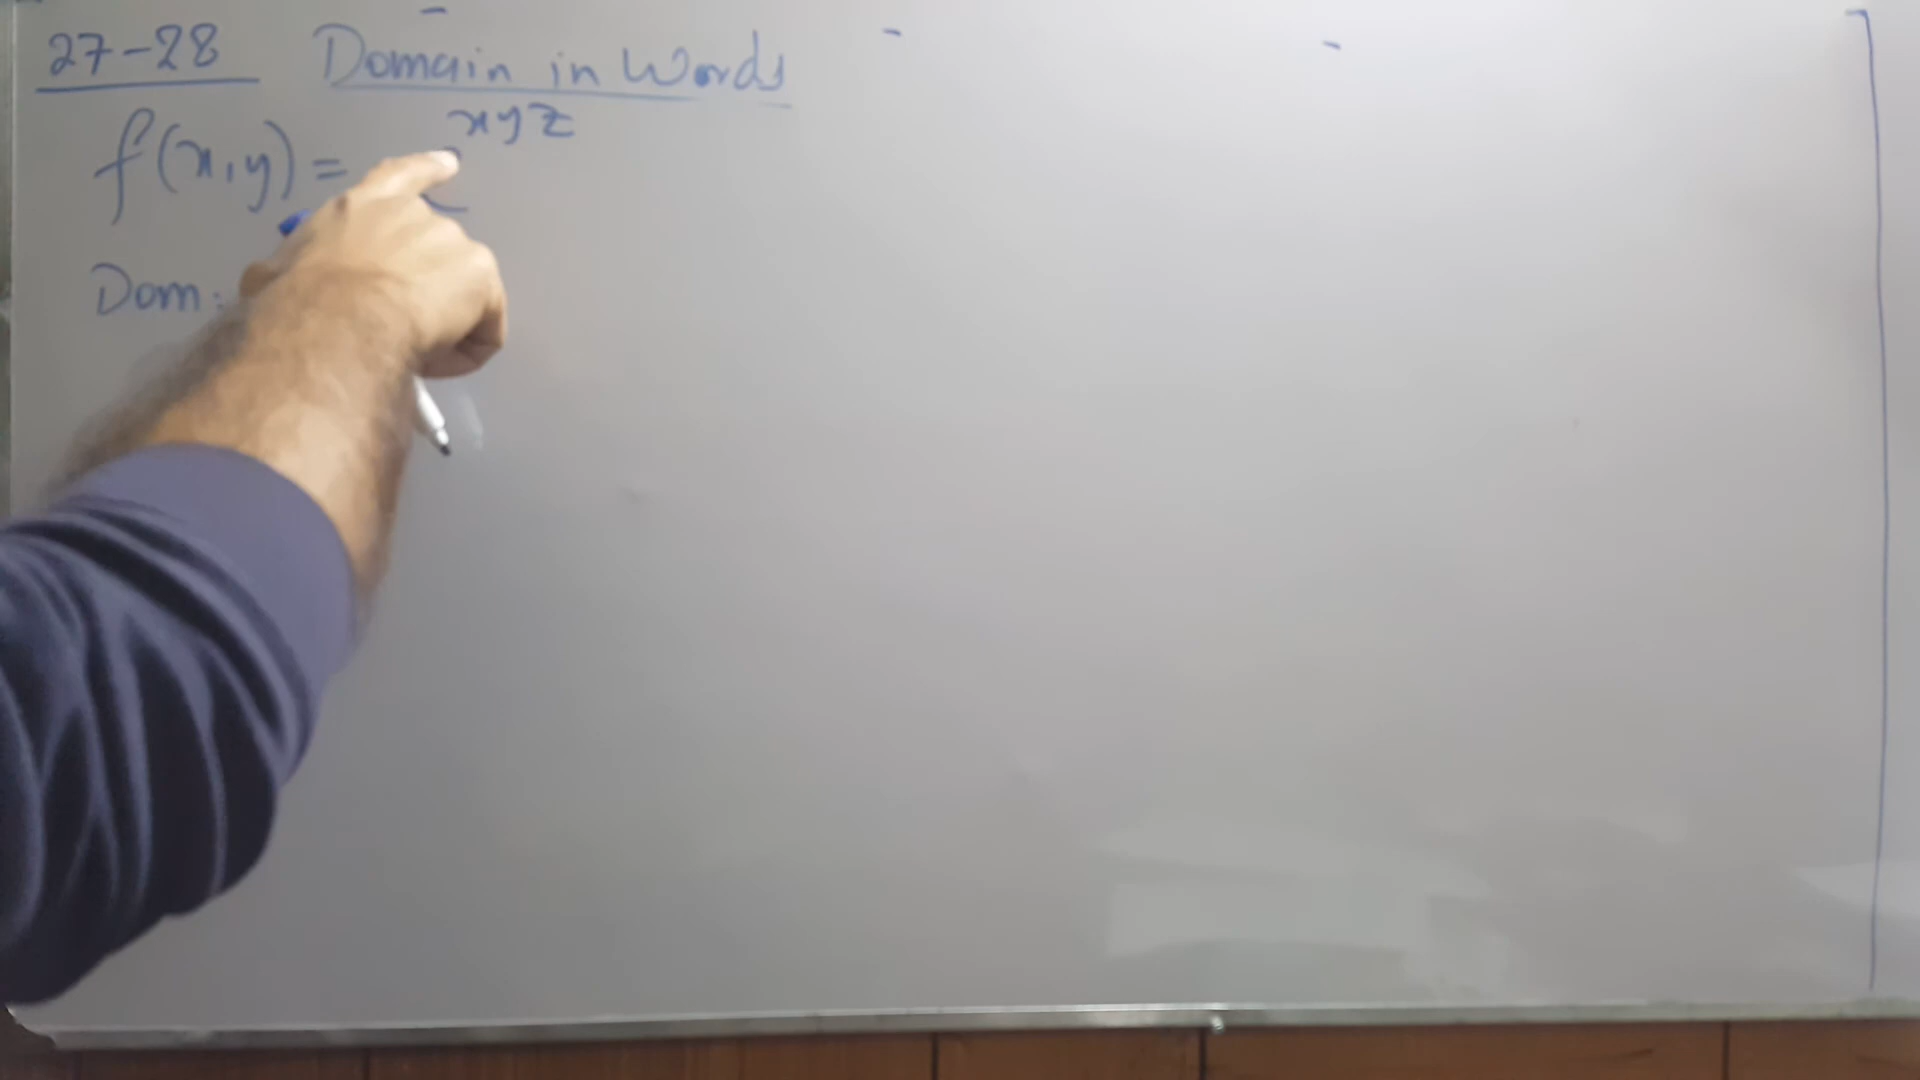 27-28 Domain in Words
f(x,y) = e^xyz
Dom: